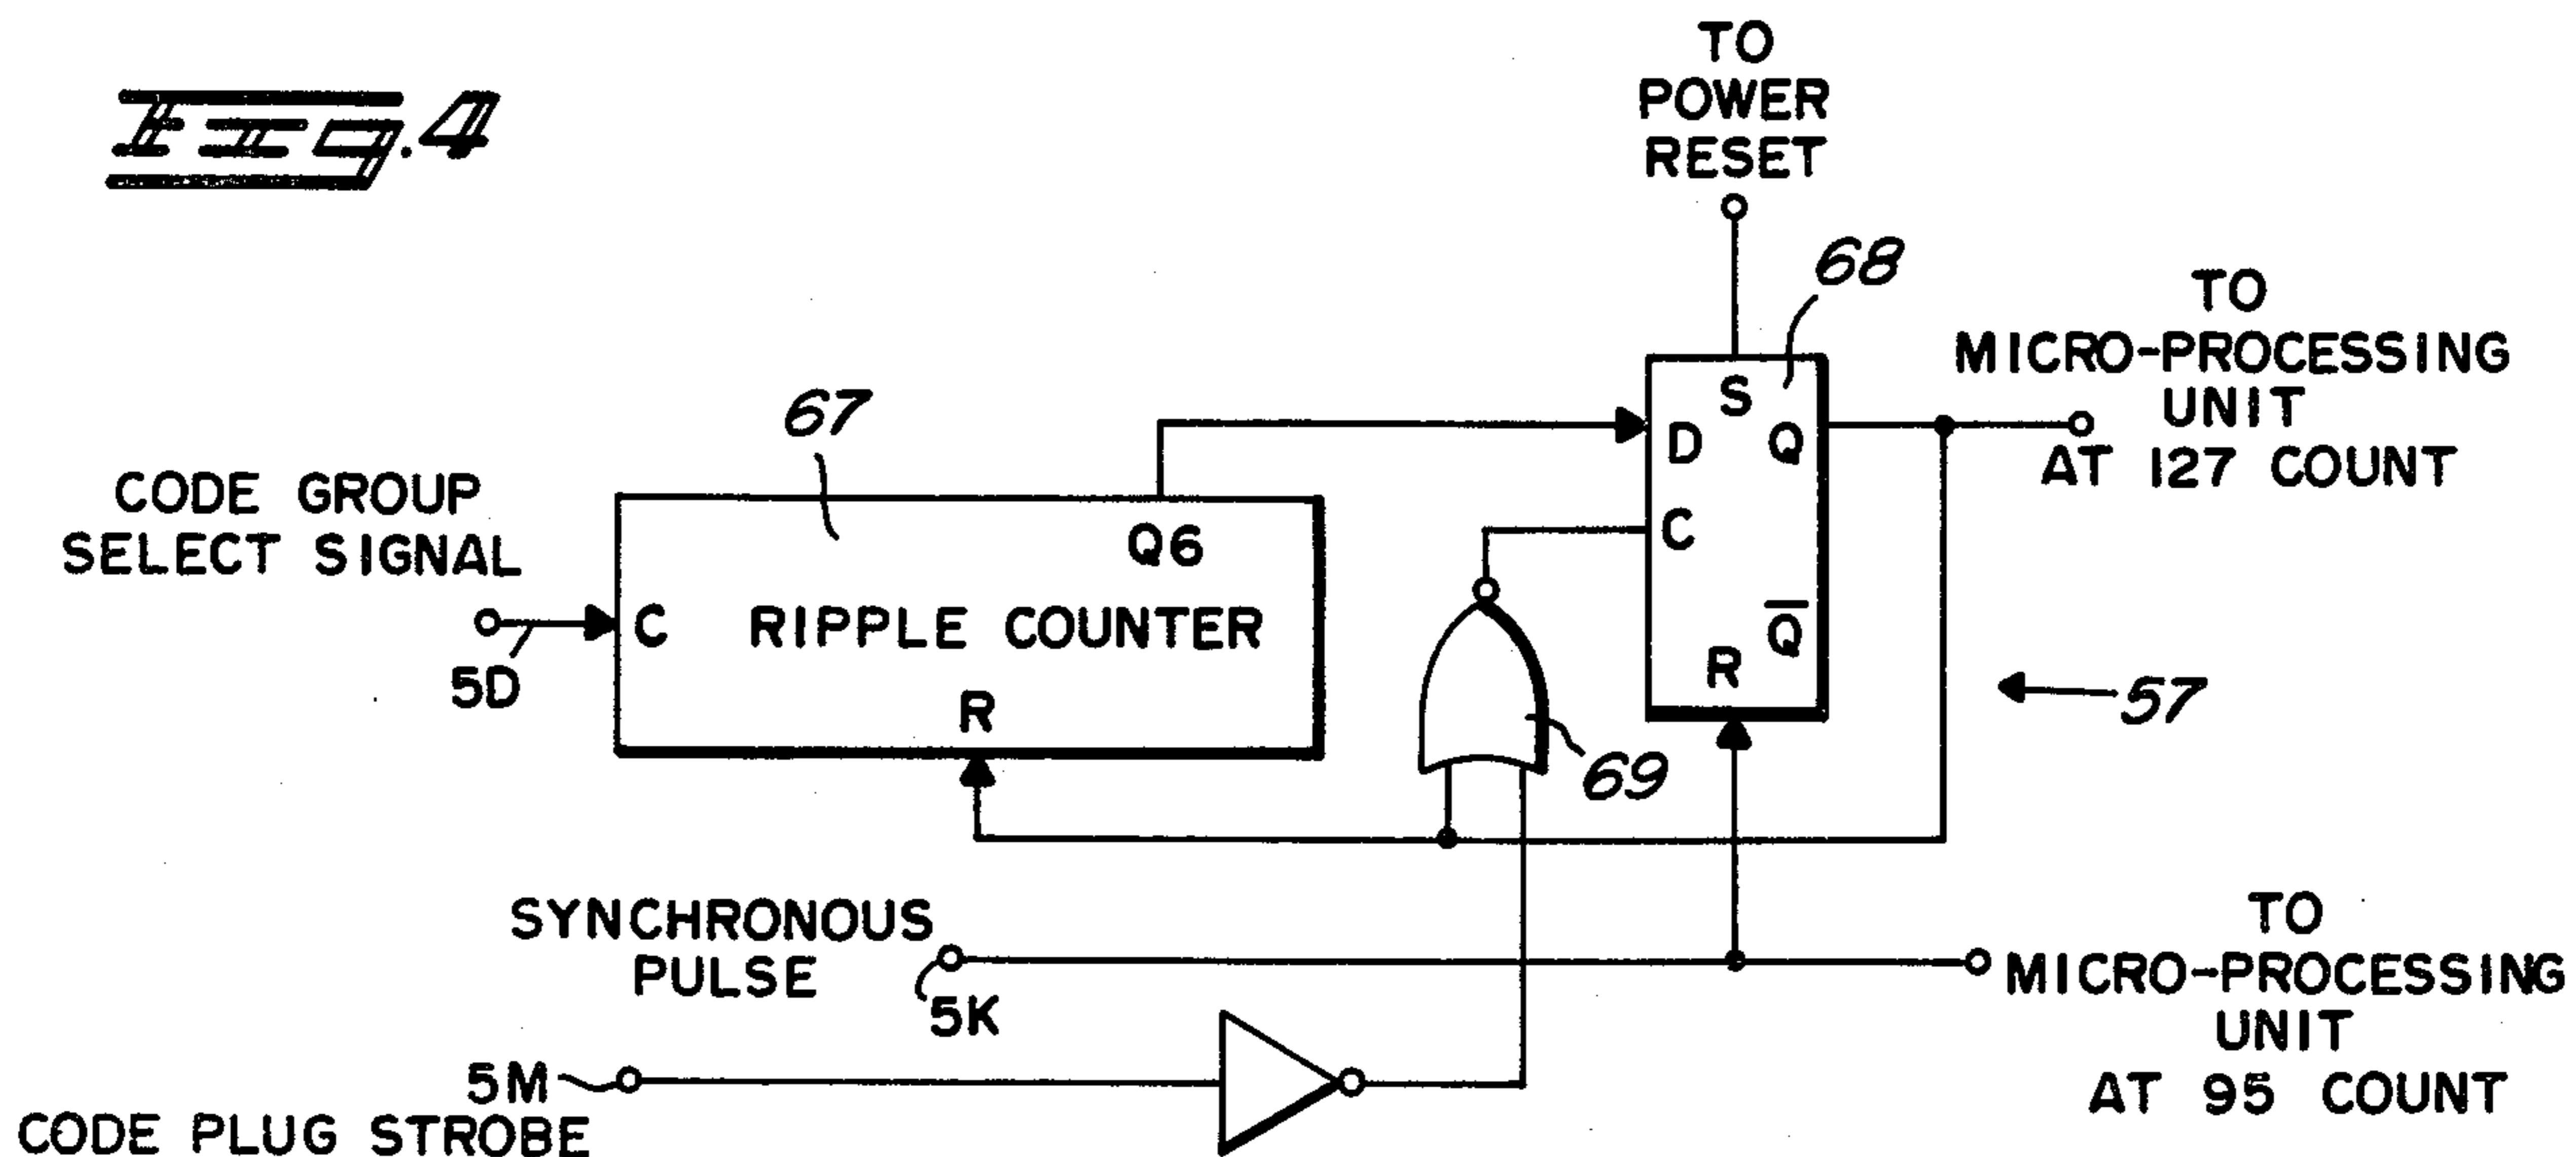 Fig. 4
TO
POWER
RESET
68
TO
MICRO-PROCESSING
UNIT
AT 127 COUNT
67
S
D
Q
CODE GROUP
SELECT SIGNAL
Q6
C
C
RIPPLE COUNTER
Q̅
5D
R
R
57
69
SYNCHRONOUS
PULSE
5K
TO
MICRO-PROCESSING
UNIT
AT 95 COUNT
5M
CODE PLUG STROBE